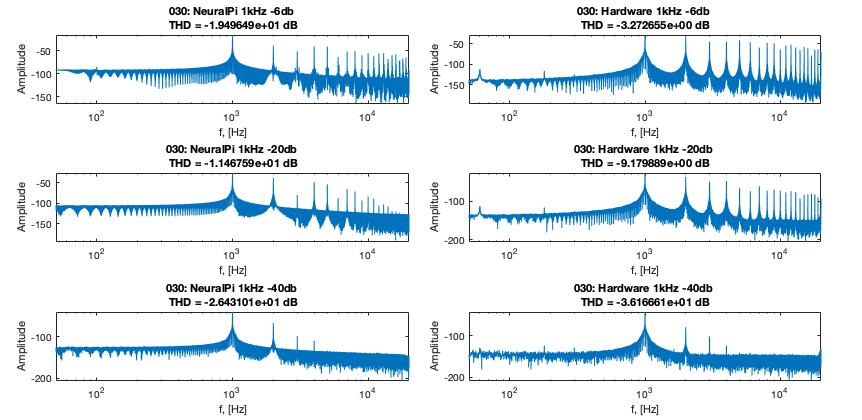 030: NeuralPi 1kHz -6db
THD = -1.949649e+01 dB
Amplitude
-50
-100
-150
10²
10³
10⁴
f, [Hz]
030: Hardware 1kHz -6db
THD = -3.272655e+00 dB
Amplitude
-50
-100
-150
10²
10³
10⁴
f, [Hz]
030: NeuralPi 1kHz -20db
THD = -1.146759e+01 dB
Amplitude
-50
-100
-150
10²
10³
10⁴
f, [Hz]
030: Hardware 1kHz -20db
THD = -9.179889e+00 dB
Amplitude
-100
-200
10²
10³
10⁴
f, [Hz]
030: NeuralPi 1kHz -40db
THD = -2.643101e+01 dB
Amplitude
-100
-200
10²
10³
10⁴
f, [Hz]
030: Hardware 1kHz -40db
THD = -3.616661e+01 dB
Amplitude
-100
-200
10²
10³
10⁴
f, [Hz]